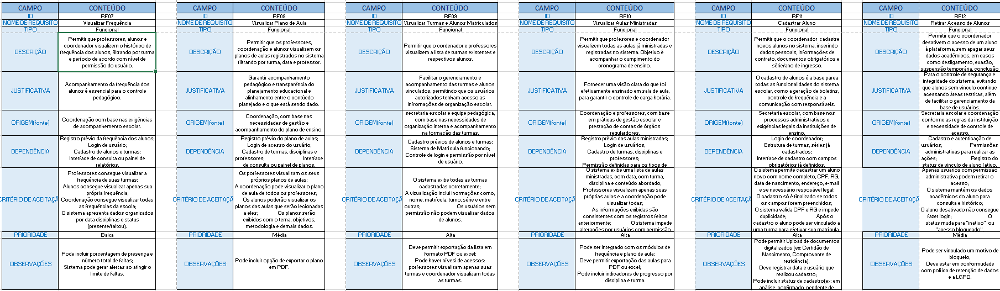 CAMPO
CONTEÚDO
ID
RF07
NOME DE REQUISITO
Visualizar Frequência
TIPO
Funcional
DESCRIÇÃO
Permitir que professores, alunos e
coordenador visualizem o histórico de
frequência dos alunos, filtrando por turma
e período de acordo com nível de
permissão do usuário.
JUSTIFICATIVA
Acompanhamento da frequência dos
alunos é essencial para o controle
pedagógico.
ORIGEM(fonte)
Coordenação com base nas exigências
de acompanhemento escolar.
DEPENDÊNCIA
Registro prévio da frequência dos alunos;
Login de usuário;
Cadastro de alunos e turmas;
Interface de consulta ou painel de
relatórios.
CRITÉRIO DE ACEITAÇÃ
Professores consegue visualizar a
frequência de suas turmas;
Alunos consegue visualizar apenas sua
própria frequência;
Coordenação consegue visualizar todas
as frequências da escola;
O sistema apresenta dados organizados
por data disciplinas e status
(presente/faltou).
PRIORIDADE
Baixa
OBSERVAÇÕES
Pode incluir porcentagem de presença e
número total de faltas;
Sistema pode gerar alertas ao atingir o
limite de faltas.
CAMPO
CONTEÚDO
ID
RF08
NOME DE REQUISITO
Visualizar Plano de Aula
TIPO
Funcional
DESCRIÇÃO
Permitir que os professores,
coordenação e alunos visualizem os
planos de aulas registrados no sistema
filtrando por turma, data e professor.
JUSTIFICATIVA
Garantir acompanhamento
pedagógico e transparência do
planejamento educacional e
alinhamento entre o contúedo
planejado e o que está sendo dado.
ORIGEM(fonte)
Coordenação, com base nas
necessidades de gestão e
acompanhamento do plano de ensino.
DEPENDÊNCIA
Registro prévio do plano de aulas;
Login de acesso do usuário;
Cadastro de turmas, disciplinas e
professores; Interface
de consulta ou painel de planos.
CRITÉRIO DE ACEITAÇÃ
Os porfessores visualizam os seus
próprios planos de aulas;
A coordenação pode visualizar o plano
de aula de todos os professores;
Os alunos poderão visualizar os
planos das aulas que serão lecionadas
a eles; Os planos serão
exibidos com o tema, objetivos,
metodologia e demais dados.
PRIORIDADE
Média
OBSERVAÇÕES
Pode incluir opção de exportar o plano
em PDF.
CAMPO
CONTEÚDO
ID
RF09
NOME DE REQUISITO
Visualizar Turmas e Alunos Matriculados
TIPO
Funcional
DESCRIÇÃO
Permitir que o cordenador e professores
visualizem a lista de turmas existentes e
respectivos alunos.
JUSTIFICATIVA
Facilitar o gerenciamento e
acompanhamento das turmas e alunos
vinculados, permitindo que os usuários
autorizados tenham acesso as
infromações de organização escolar.
ORIGEM(fonte)
secretaria escolar e equipe pedagógica,
com base nas necessidades de
organização interna e acompanhamento
na formação das turmas.
DEPENDÊNCIA
Cadastro prévios de alunos e turmas;
Sistema de Matrícula funcionando;
Controle de login e permissão por nível
de usuário.
CRITÉRIO DE ACEITAÇÃ
O sistema exibe todas as turmas
cadastradas corretamente;
A vizualização inclui inormações como,
nome, matrícula, turno, série e entre
outras; Os usuários sem
permissão não podem visualizar dados
de alunos.
PRIORIDADE
Alta
OBSERVAÇÕES
Deve permitir exportação da lista em
formato PDF ou excel;
Pode haver nívesi de acessos:
porfessores visualizam apenas suas
turmas e coordenador visualizam todas
as turmas.
CAMPO
CONTEÚDO
ID
RF10
NOME DE REQUISITO
Visualizar Aulas Ministradas
TIPO
Funcional
DESCRIÇÃO
Permitir que profesores e coordenador
visualizem todas as aulas já ministradas e
registradas no sistema. Objetivo é
acompanhar o cumpimento do
cronograma de ensino.
JUSTIFICATIVA
Fornecer uma visão clara do que foi
efetivamente ensinado em sala de aula,
para garantir o controle de carga horária.
ORIGEM(fonte)
Coordenação e professores, com base
em práticas de gestão escolar e
prestação de contas de órgãos
reguladores.
DEPENDÊNCIA
Registro prévio das aulas ministradas;
Login de usuários;
Cadastro de turmas, disciplinas e
professores;
Permissão definidas para os tipos de
CRITÉRIO DE ACEITAÇÃ
O sistema exibe uma lista de aulas
ministradas, com data, com turma,
disciplina e conteúdo abordado;
Professores visualizam apenas suas
próprias aulas e a coordenção pode
visualizar todas;
As informações exibidas são
consistentes com os registros feitos
anteriormente; O sistema impede
alterações por usuários com permissão
PRIORIDADE
Alta
OBSERVAÇÕES
Pode ser integrado com os módulos de
frequência e plano de aula;
Deve permitir exportação das aulas para
PDF ou excel;
Pode incluir indicadores de progresso por
disciplina e turma.
CAMPO
CONTEÚDO
ID
RF11
NOME DE REQUISITO
Cadastrar Aluno
TIPO
Funcional
DESCRIÇÃO
Permitir que o coordenador cadastre
novos alunos no sistema, inserindo
dados pessoais, informações de
contrato, documentos obrigatórios e
série/ano de ingresso.
JUSTIFICATIVA
O cadastro de alunos é a base parea
todas as funcionalidades do sistema
escolar, como a geração de boletins,
controle de frequência e a
comunicação com responsáveis.
ORIGEM(fonte)
Secretaria escolar, com base nos
processos administrativos e
exigências legais da instituições de
ensino.
DEPENDÊNCIA
Login de coordenador;
Estrutura de turmas, séries já
cadastrados;
Interface de cadastro com campos
obrigatórios já definidos.
CRITÉRIO DE ACEITAÇÃ
O sistema permite cadastrar um aluno
novo com nome completo, CPF, RG,
data de nascimento, endereço, e-mail
e se necessário resposável legal;
O cadastro só é finalizado se todos
os campos forem preenchidos;
O sistema valida CPF e RG e impede
duplicidade; Após o
cadastro o aluno pode ser vinculado a
uma turma para efetivar sua matrícula.
PRIORIDADE
Alta
OBSERVAÇÕES
Pode permitir Upload de documentos
digitalizados (ex: Certidão de
Nascimento, Comprovante de
residência);
Deve registrar data e usuário que
realizou cadastro;
Pode incluir status de cadastro(ex: em
análise, confirmado, pendente de
CAMPO
CONTEÚDO
ID
RF12
NOME DE REQUISITO
Retirar Acesso de Alunos
TIPO
Funcional
DESCRIÇÃO
Permitir que o coordenador
desativem o acesso de um aluno
à plataforma, sem apagar seus
dados acadêmicos, em casos
como desligamento, evasão,
suspensão temporária, conclusão
JUSTIFICATIVA
Para o controle de segurança e
integridade do sistema, evitando
que alunos sem vinculo continue
acessando áreas restritas, além
de facilitar o gerenciamento da
base de usuários.
ORIGEM(fonte)
Secretaria escolar e coordenação
conforme as regras da instituição
e necessidade de controle de
acesso.
DEPENDÊNCIA
Cadastro e autenticação de
usuários; Permissões
administrativas para realizar as
ações; Registro do
status de vinculo de aluno (ativo,
CRITÉRIO DE ACEITAÇÃ
Apenas usuários com permissão
administrativa podem retirar o
acesso;
O sistema mantém os dados
acadêmicos do aluno para
consulta e histórico;
O aluno desativado não consegue
fazer login; O
status muda para "inativo" ou
"acesso bloqueado".
PRIORIDADE
Média
OBSERVAÇÕES
Pode ser vinculado um motivo de
bloqueio;
Deve estar em conformudade
com políica de retenção de dados
e a LGPD.